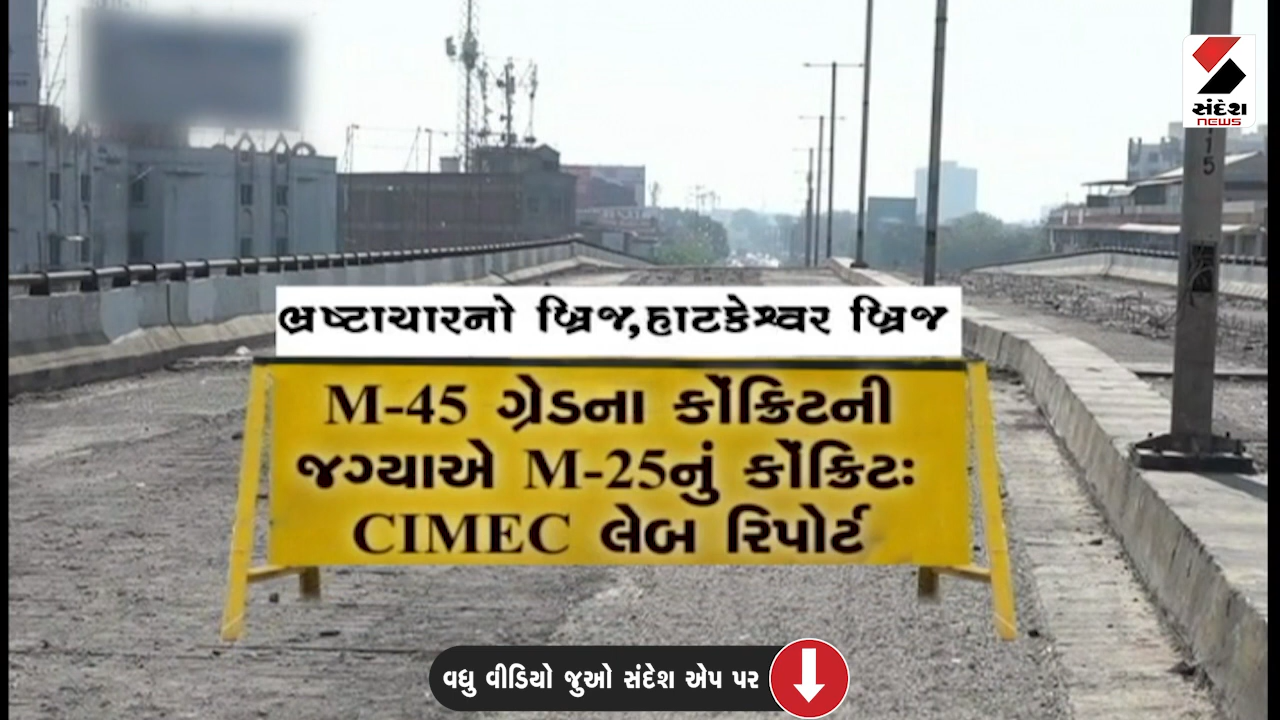 સંદેશ
NEWS
15
ભ્રષ્ટાચારનો બ્રિજ,હાટકેશ્વર બ્રિજ
M-45 ગ્રેડના કોંક્રિટની
જગ્યાએ M-25નું કોંક્રિટઃ
CIMEC લેબ રિપોર્ટ
વધુ વીડિયો જુઓ સંદેશ એપ પર